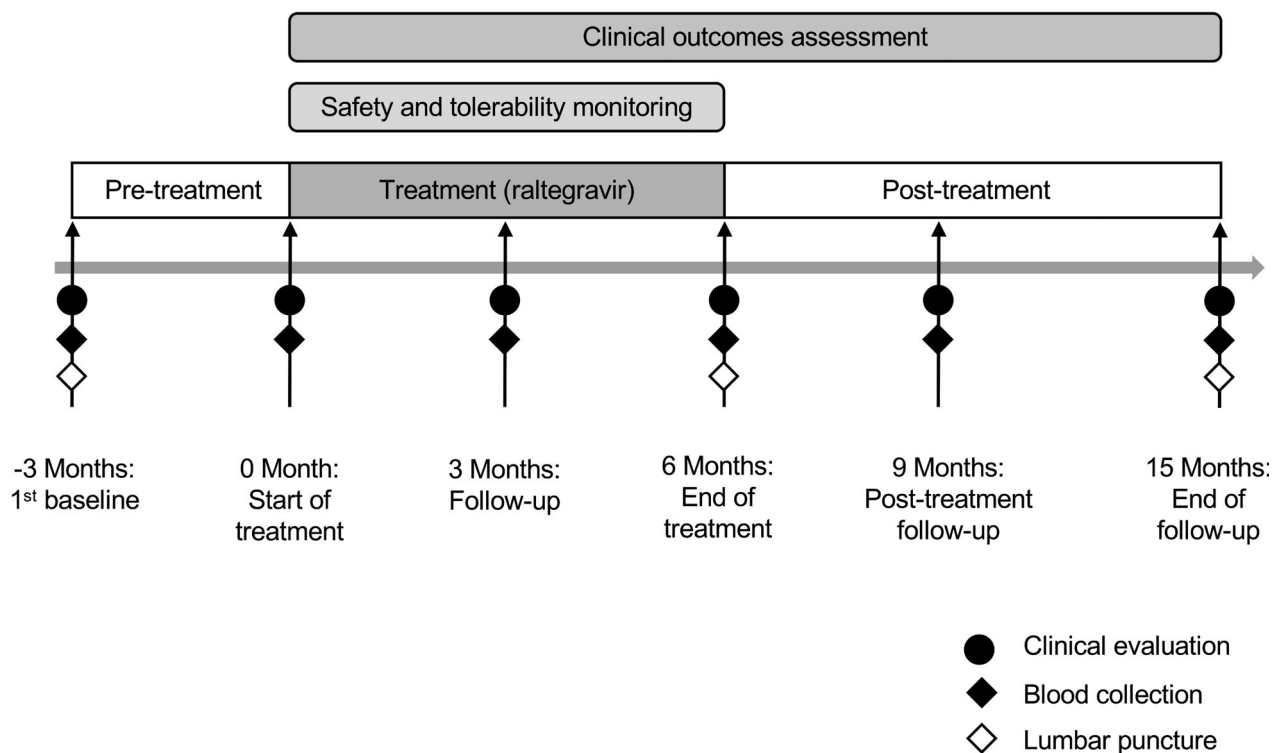 Clinical outcomes assessment
Safety and tolerability monitoring
Pre-treatment
Treatment (raltegravir)
Post-treatment
-3 Months:
1st baseline
0 Month:
Start of
treatment
3 Months:
Follow-up
6 Months:
End of
treatment
9 Months:
Post-treatment
follow-up
15 Months:
End of
follow-up
Clinical evaluation
Blood collection
Lumbar puncture